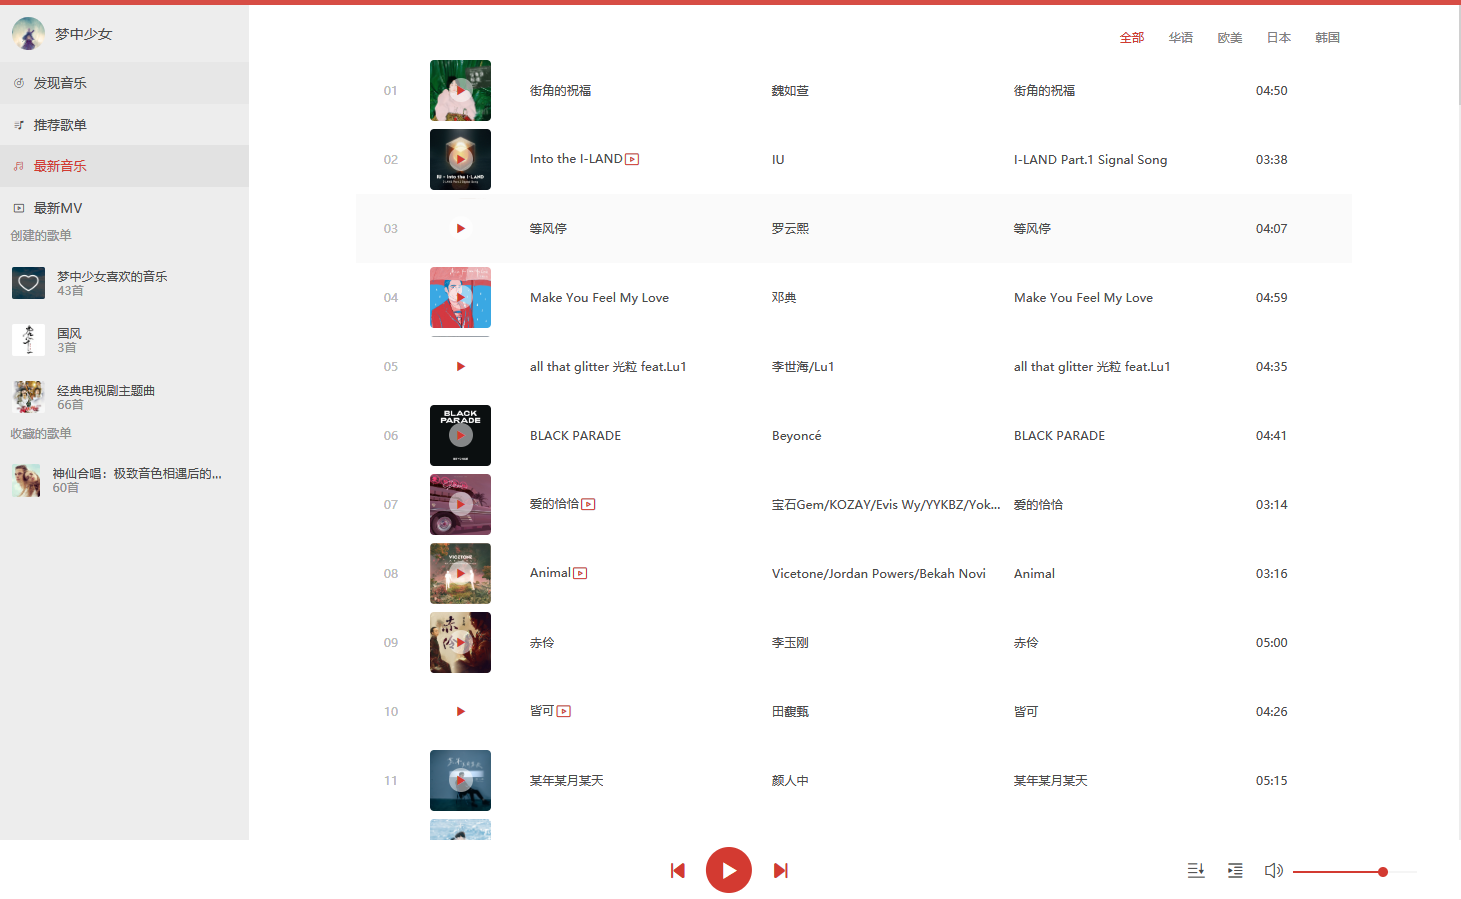 梦中少女
发现音乐
推荐歌单
最新音乐
最新MV
创建的歌单
梦中少女喜欢的音乐
43首
国风
3首
经典电视剧主题曲
66首
收藏的歌单
神仙合唱：极致音色相遇后的...
60首
全部 华语 欧美 日本 韩国
01 街角的祝福 魏如萱 街角的祝福 04:50
02 Into the I-LAND IU I-LAND Part.1 Signal Song 03:38
IU - Into the I-LAND
03 等风停 罗云熙 等风停 04:07
04 Make You Feel My Love 邓典 Make You Feel My Love 04:59
05 all that glitter 光粒 feat.Lu1 李世海/Lu1 all that glitter 光粒 feat.Lu1 04:35
BLACK
PARADE
06 BLACK PARADE Beyoncé BLACK PARADE 04:41
07 爱的恰恰 宝石Gem/KOZAY/Evis Wy/YYKBZ/Yok... 爱的恰恰 03:14
VICETONE
08 Animal Vicetone/Jordan Powers/Bekah Novi Animal 03:16
赤伶
09 赤伶 李玉刚 赤伶 05:00
10 皆可 田馥甄 皆可 04:26
11 某年某月某天 颜人中 某年某月某天 05:15